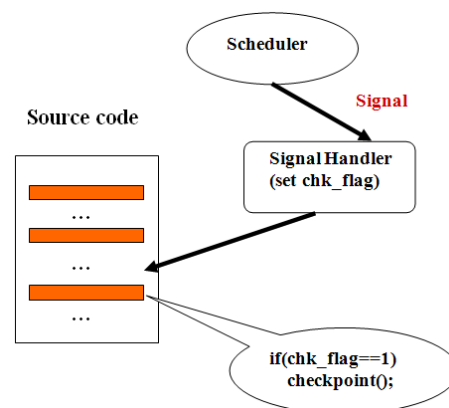 Scheduler
Signal
Source code
Signal Handler
(set chk_flag)
...
...
...
if(chk_flag==1)
checkpoint();